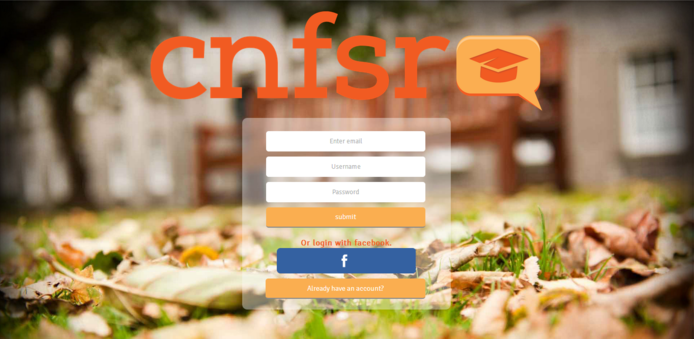 cnfsr
Enter email
Username
Password
submit
Or login with facebook.
f
Already have an account?